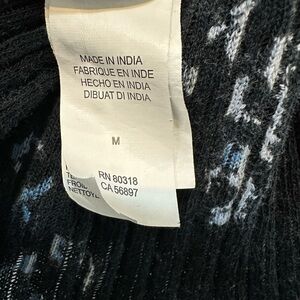 MADE IN INDIA
FABRIQUE EN INDE
HECHO EN INDIA
DIBUAT DI INDIA
M
RN 80318
CA 56897